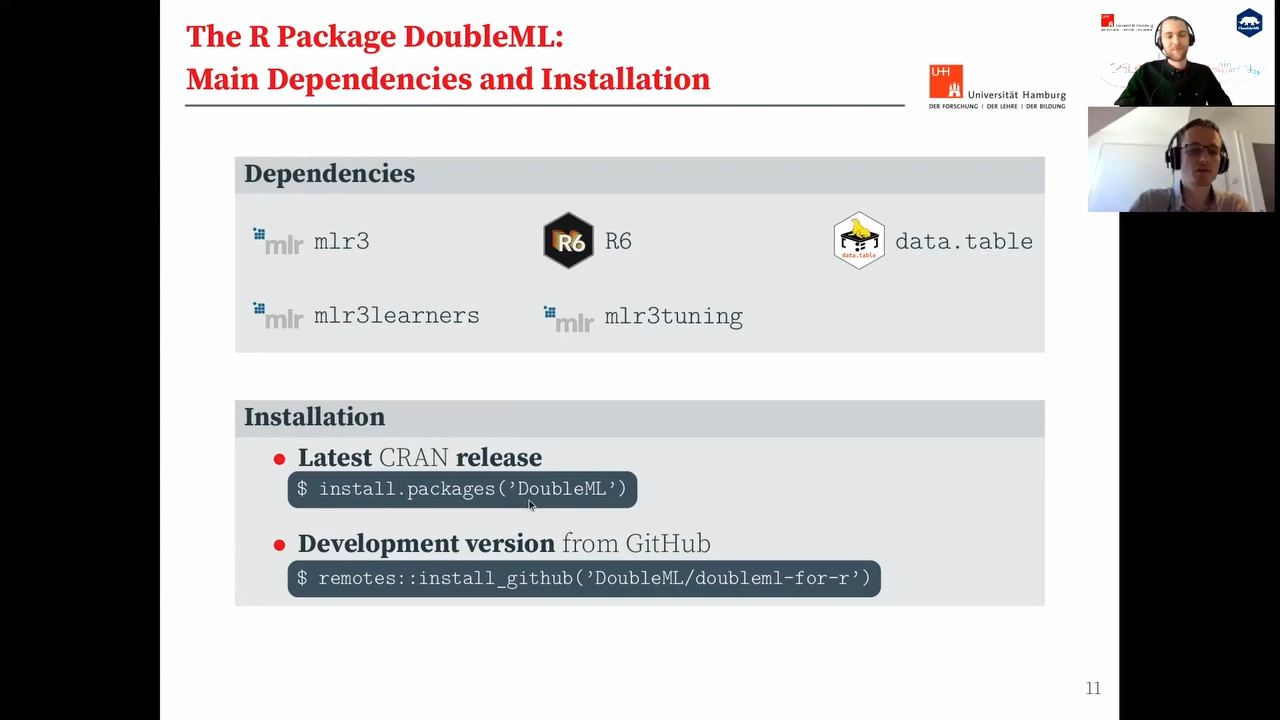 The R Package DoubleML:
Main Dependencies and Installation
UHH
Universität Hamburg
DER FORSCHUNG | DER LEHRE | DER BILDUNG
Dependencies
mlr mlr3
R6 R6
data.table data.table
mlr mlr3learners
mlr mlr3tuning
Installation
Latest CRAN release
$ install.packages('DoubleML')
Development version from GitHub
$ remotes::install_github('DoubleML/doubleml-for-r')
11